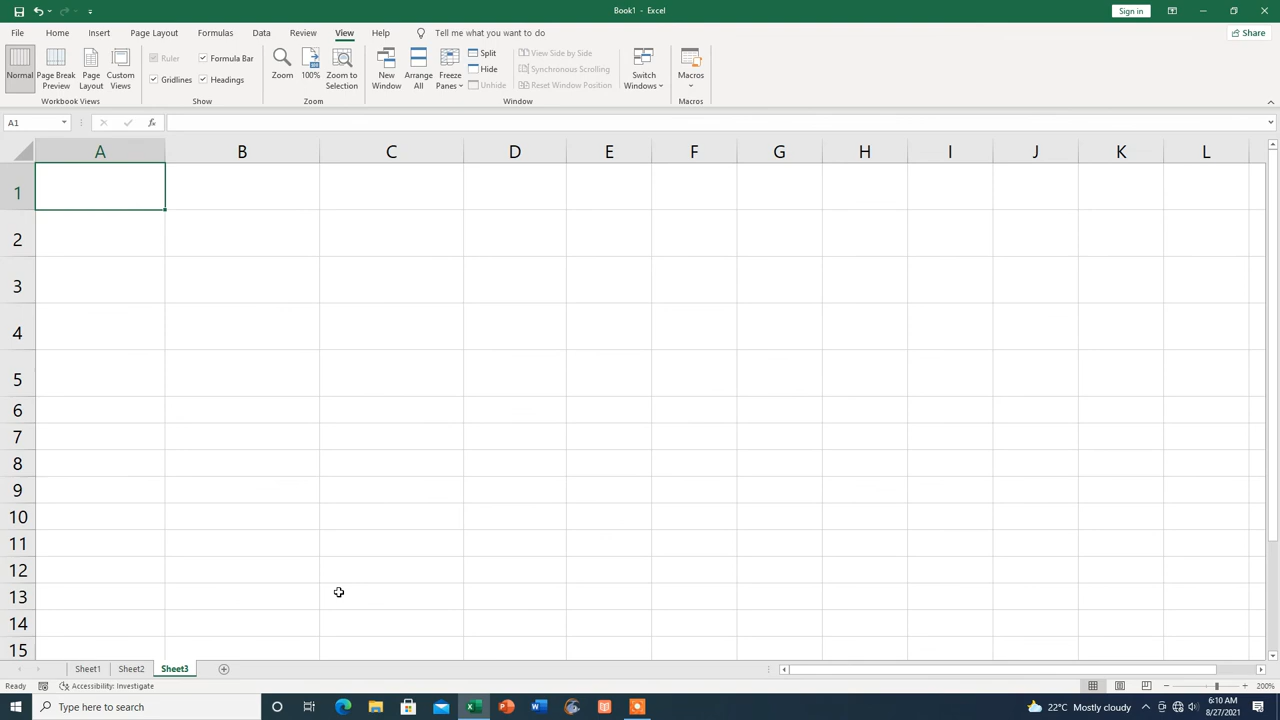 Book1 - Excel
Sign in
File Home Insert Page Layout Formulas Data Review View Help Tell me what you want to do Share
Normal
Page Break Preview
Page Layout
Custom Views
Workbook Views
Ruler
Formula Bar
Gridlines
Headings
Show
Zoom
100%
Zoom to Selection
Zoom
New Window
Arrange All
Freeze Panes
Split
Hide
Unhide
View Side by Side
Synchronous Scrolling
Reset Window Position
Window
Switch Windows
Macros
Macros
A1
fx
A B C D E F G H I J K L
1
2
3
4
5
6
7
8
9
10
11
12
13
14
15
Sheet1 Sheet2 Sheet3
Ready Accessibility: Investigate 200%
Type here to search
22°C Mostly cloudy
6:10 AM
8/27/2021